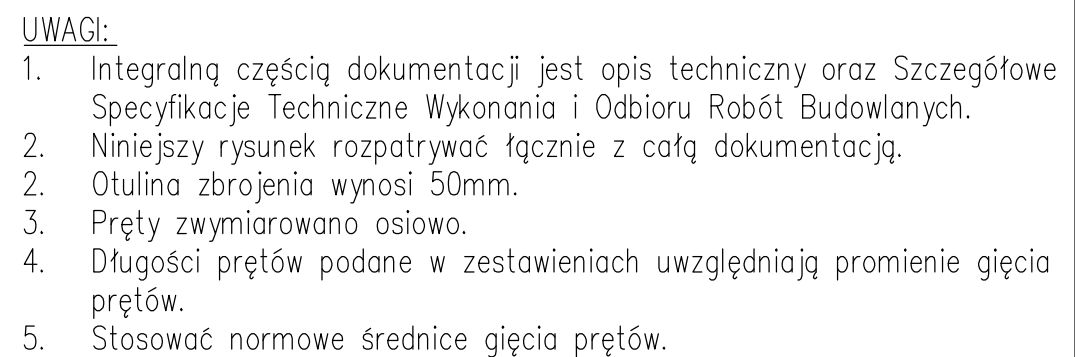 UWAGI:
1. Integralną częścią dokumentacji jest opis techniczny oraz Szczegółowe
Specyfikacje Techniczne Wykonania i Odbioru Robót Budowlanych.
2. Niniejszy rysunek rozpatrywać łącznie z całą dokumentacją.
2. Otulina zbrojenia wynosi 50mm.
3. Pręty zwymiarowano osiowo.
4. Długości prętów podane w zestawieniach uwzględniają promienie gięcia
prętów.
5. Stosować normowe średnice gięcia prętów.